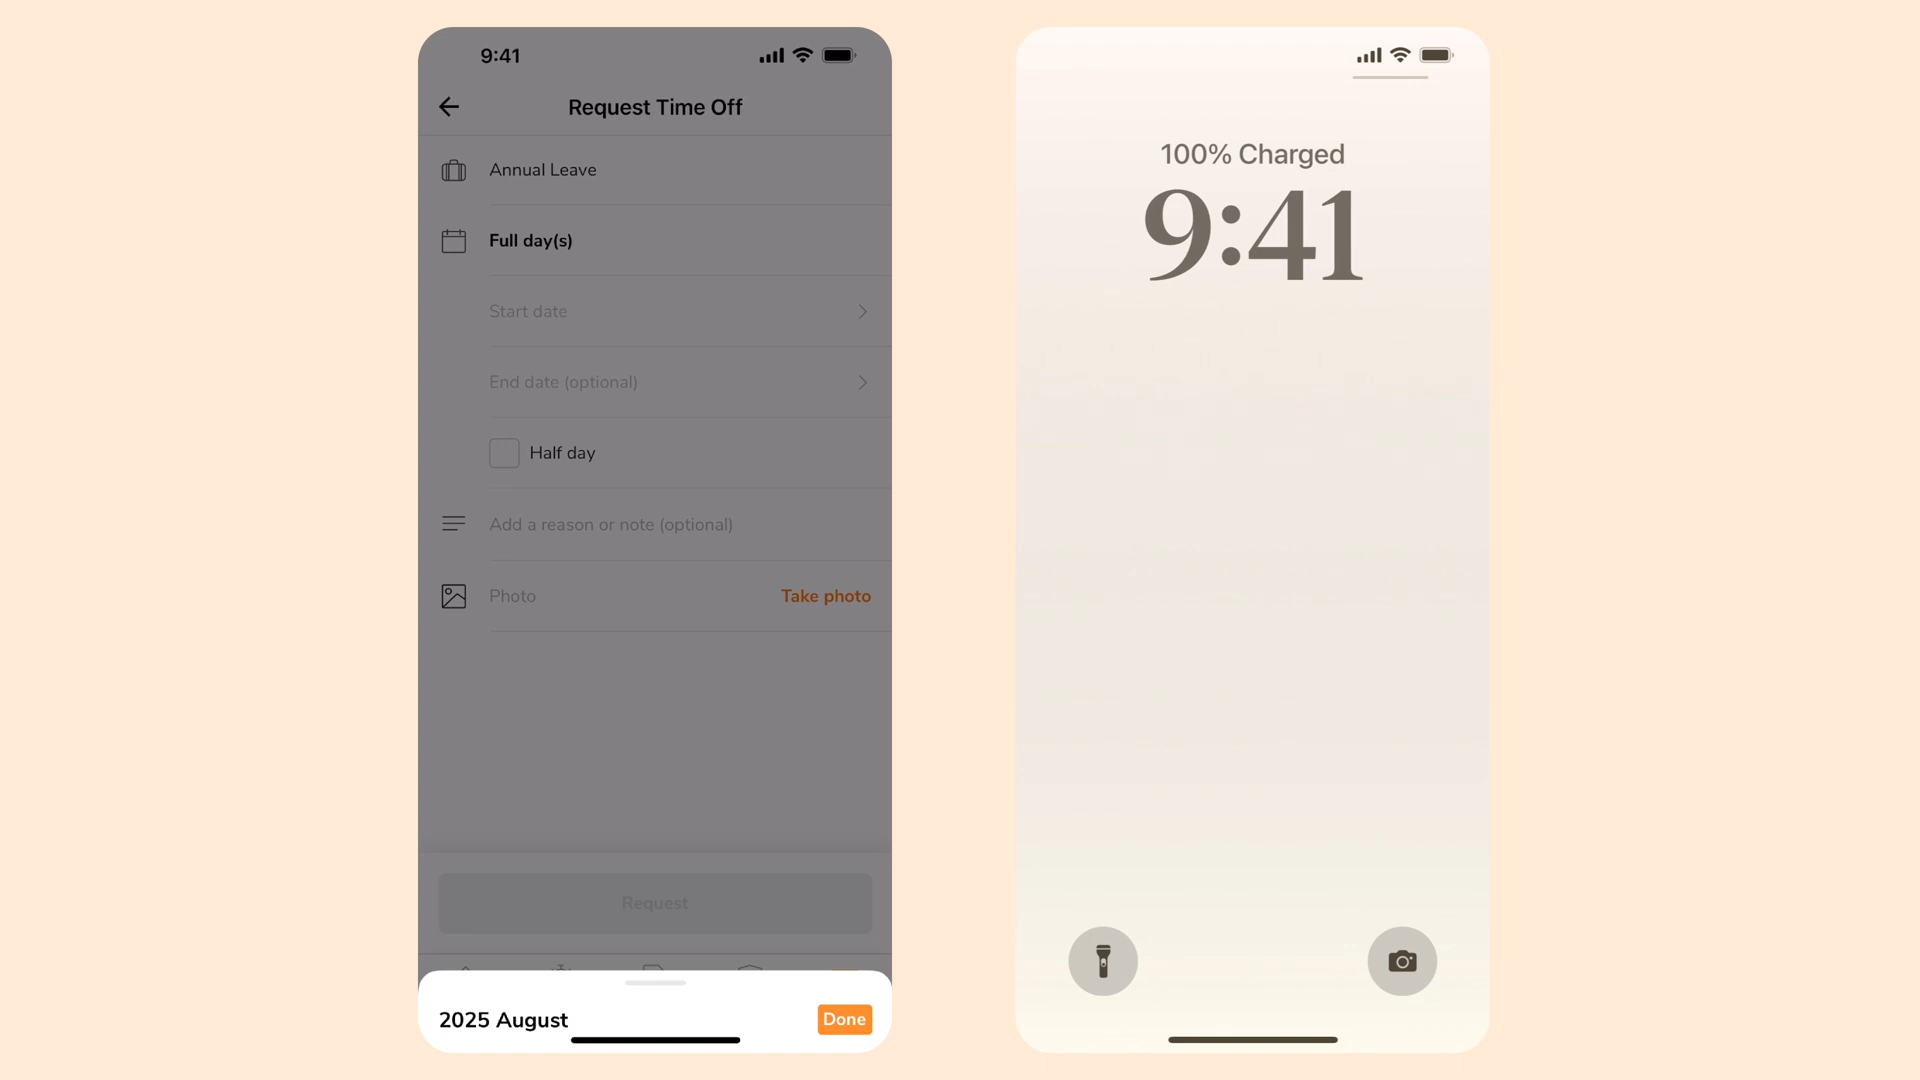 9:41
Request Time Off
Annual Leave
Full day(s)
Start date
End date (optional)
Half day
Add a reason or note (optional)
Photo
Take photo
Request
2025 August
Done
100% Charged
9:41